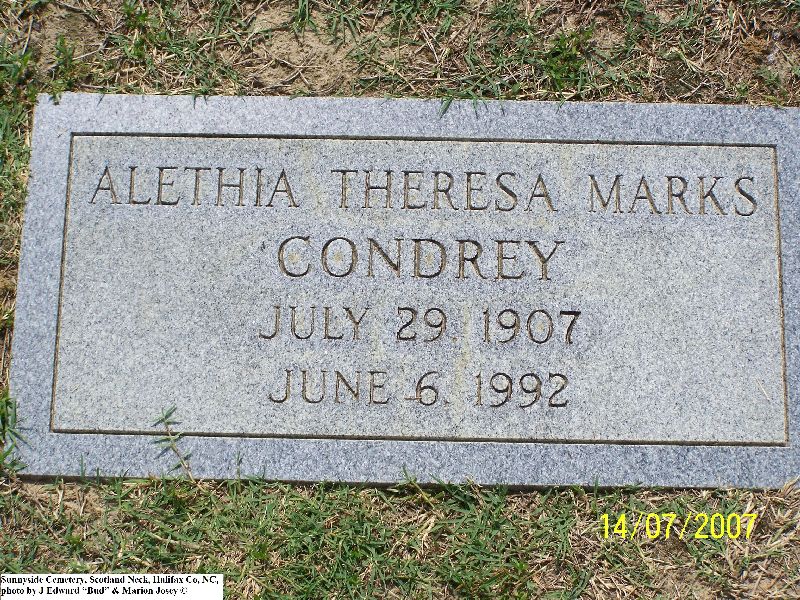 ALETHIA THERESA MARKS
CONDREY
JULY 29, 1907
JUNE 6, 1992
14/07/2007
Sunnyside Cemetery, Scotland Neck, Halifax Co, NC,
photo by J Edward "Bud" & Marion Josey ©